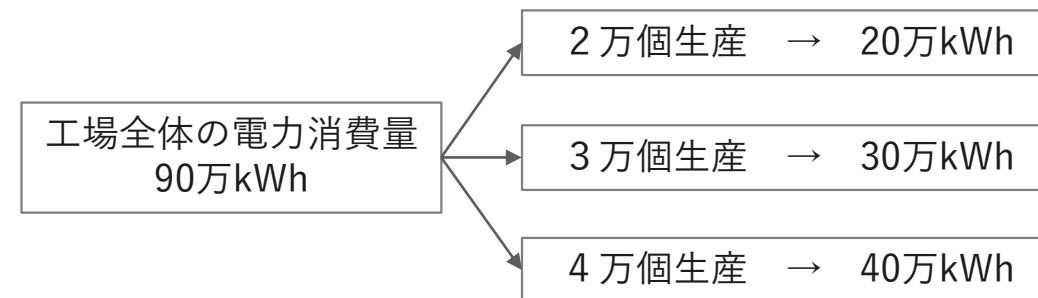 工場全体の電力消費量
90万kWh
２万個生産　→　20万kWh
３万個生産　→　30万kWh
４万個生産　→　40万kWh